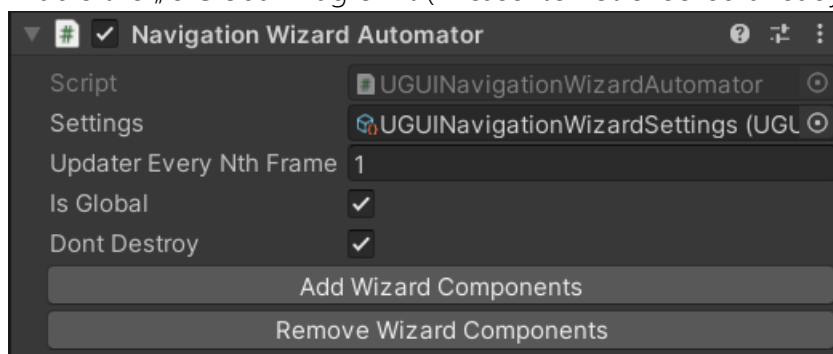 Navigation Wizard Automator
Script UGUINavigationWizardAutomator
Settings UGUINavigationWizardSettings (UGU
Updater Every Nth Frame 1
Is Global
Dont Destroy
Add Wizard Components
Remove Wizard Components